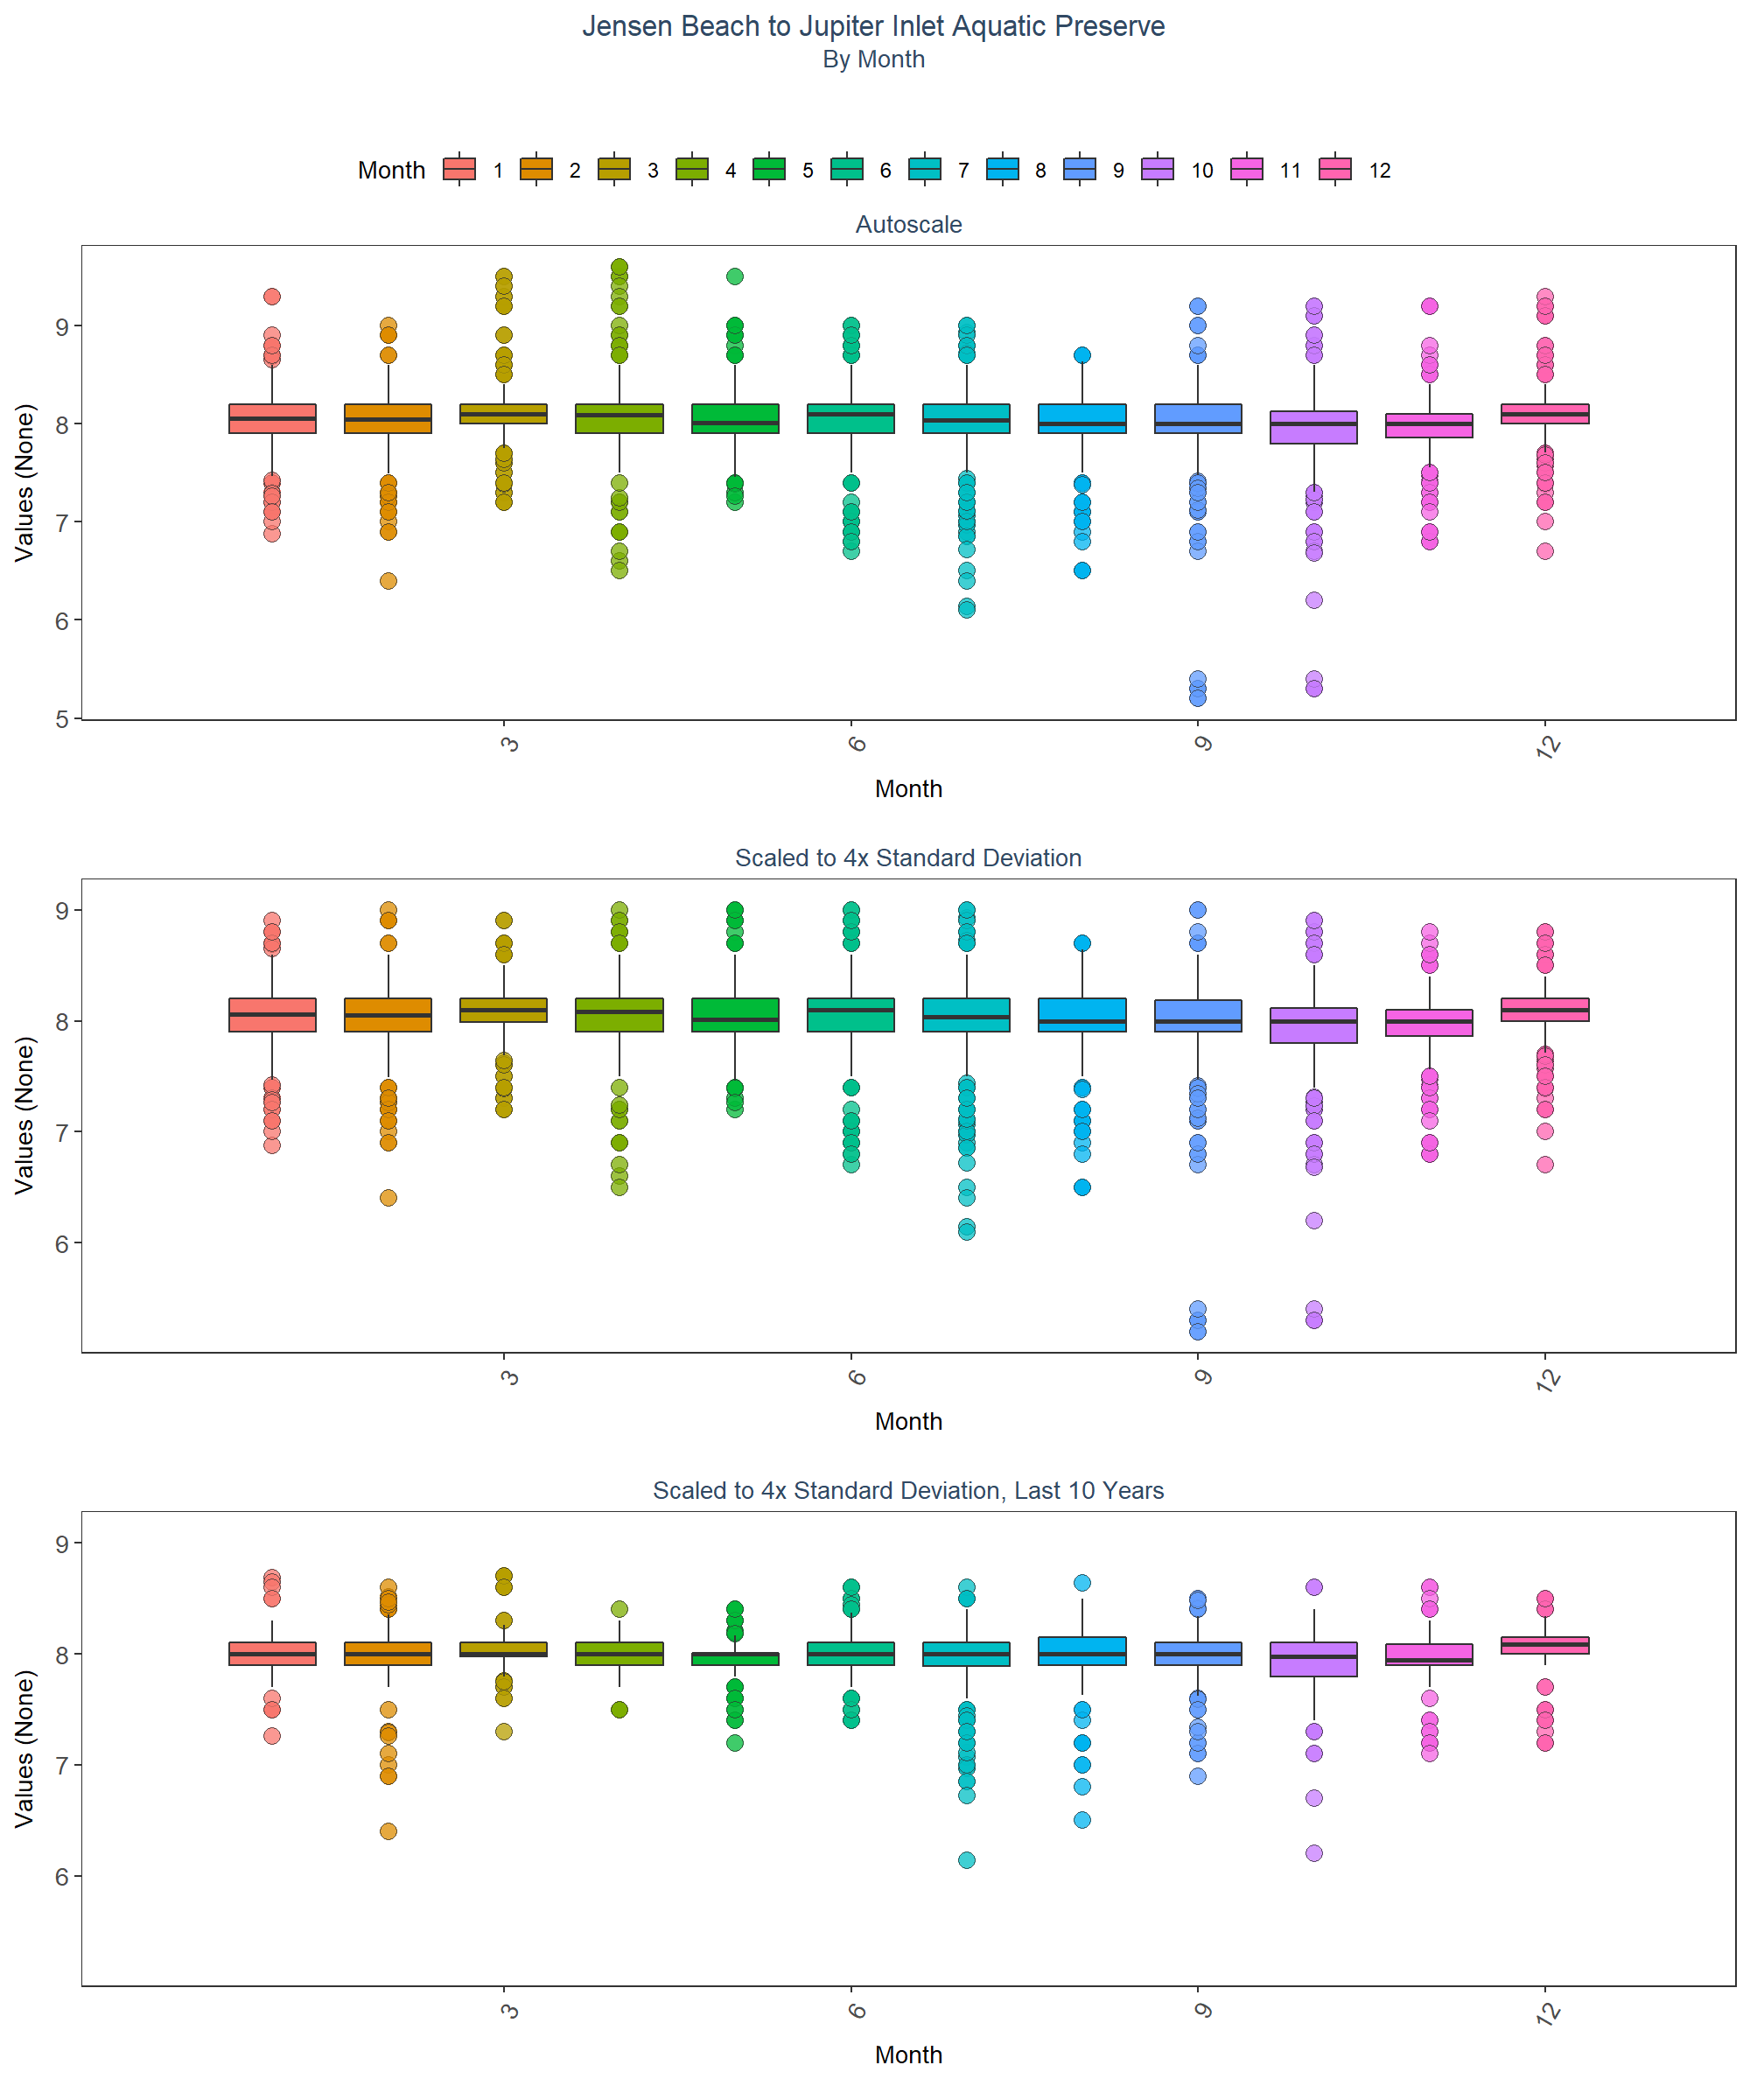 Jensen Beach to Jupiter Inlet Aquatic Preserve
By Month
Month 1 2 3 4 5 6 7 8 9 10 11 12
Autoscale
Values (None)
9
8
7
6
5
3 6 9 12
Month
Scaled to 4x Standard Deviation
Values (None)
9
8
7
6
3 6 9 12
Month
Scaled to 4x Standard Deviation, Last 10 Years
Values (None)
9
8
7
6
3 6 9 12
Month